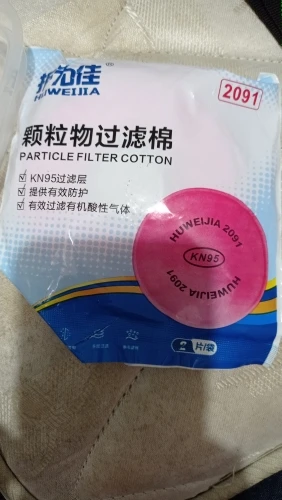 护为佳
HUWEIJIA
2091
颗粒物过滤棉
PARTICLE FILTER COTTON
KN95过滤层
提供有效防护
有效过滤有机酸性气体
HUWEIJIA 2091
KN95
HUWEIJIA 2091
2 片/袋